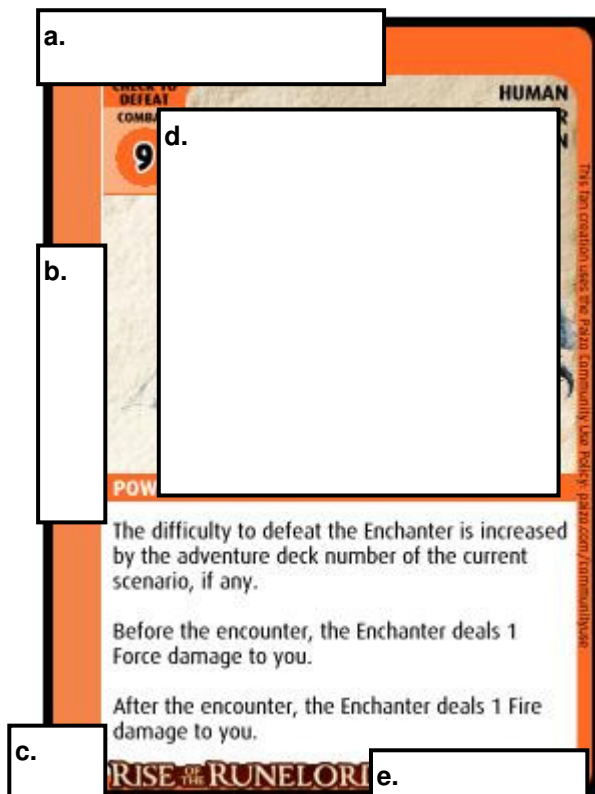 a.
CHECK TO
DEFEAT
HUMAN
d.
9
b.
This fan creation uses the Paizo Community Use Policy: paizo.com/communityuse
The difficulty to defeat the Enchanter is increased
by the adventure deck number of the current
scenario, if any.
Before the encounter, the Enchanter deals 1
Force damage to you.
After the encounter, the Enchanter deals 1 Fire
damage to you.
c.
RISE OF THE
e.